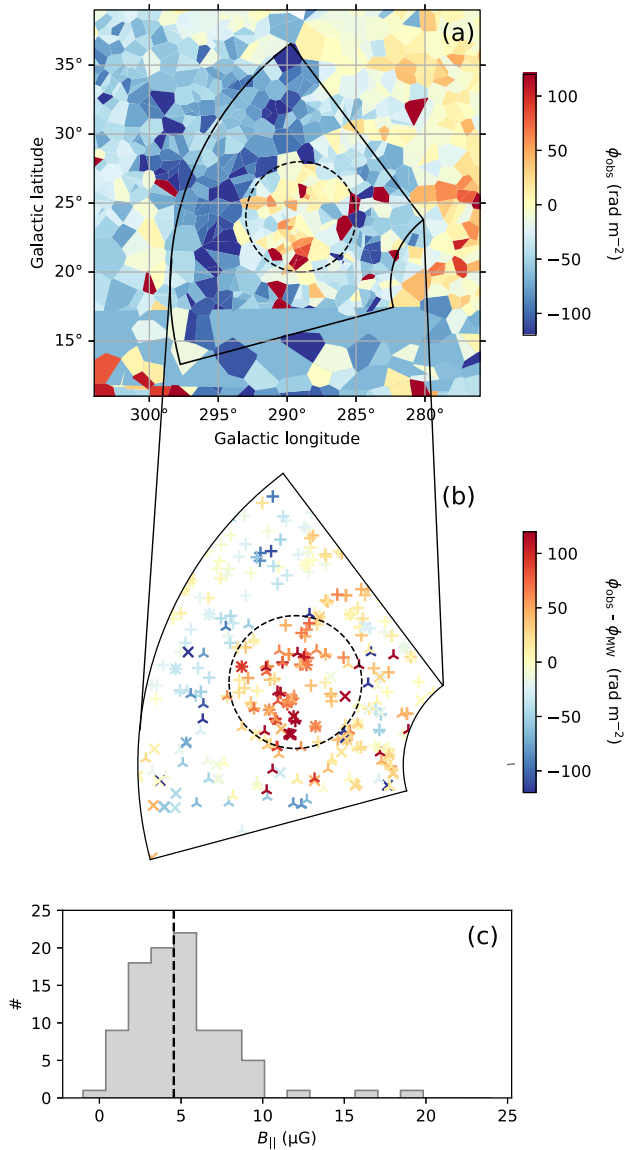 (a)
35°
30°
25°
20°
15°
Galactic latitude
300° 295° 290° 285° 280°
Galactic longitude
100
50
0
−50
−100
ϕobs (rad m−2)
(b)
100
50
0
−50
−100
ϕobs - ϕMW (rad m−2)
(c)
25
20
15
10
5
0
#
0 5 10 15 20 25
B|| (μG)